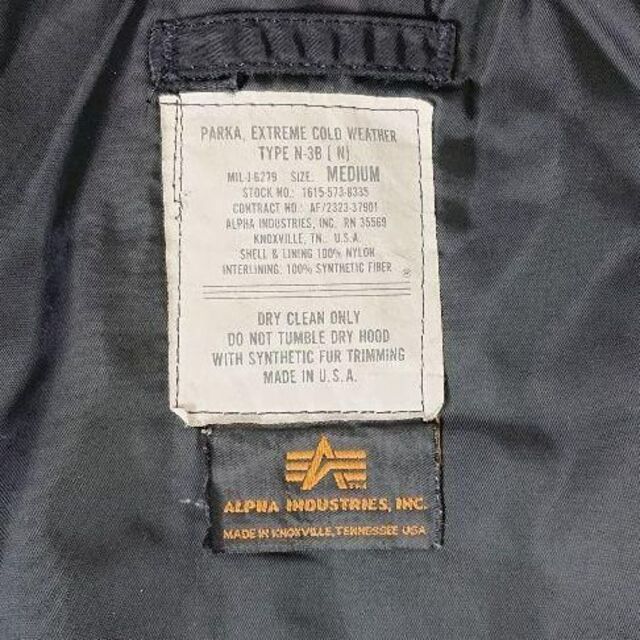 PARKA, EXTREME COLD WEATHER
TYPE N-3B ( N)
MIL-J-6279 SIZE: MEDIUM
STOCK NO.: 1615-573-8335
CONTRACT NO.: AF/2323-37901
ALPHA INDUSTRIES, INC. RN 35569
KNOXVILLE, TN., U.S.A.
SHELL & LINING 100% NYLON
INTERLINING: 100% SYNTHETIC FIBER ®
DRY CLEAN ONLY
DO NOT TUMBLE DRY HOOD
WITH SYNTHETIC FUR TRIMMING
MADE IN U.S.A.
ALPHA INDUSTRIES, INC.
MADE IN KNOXVILLE, TENNESSEE USA